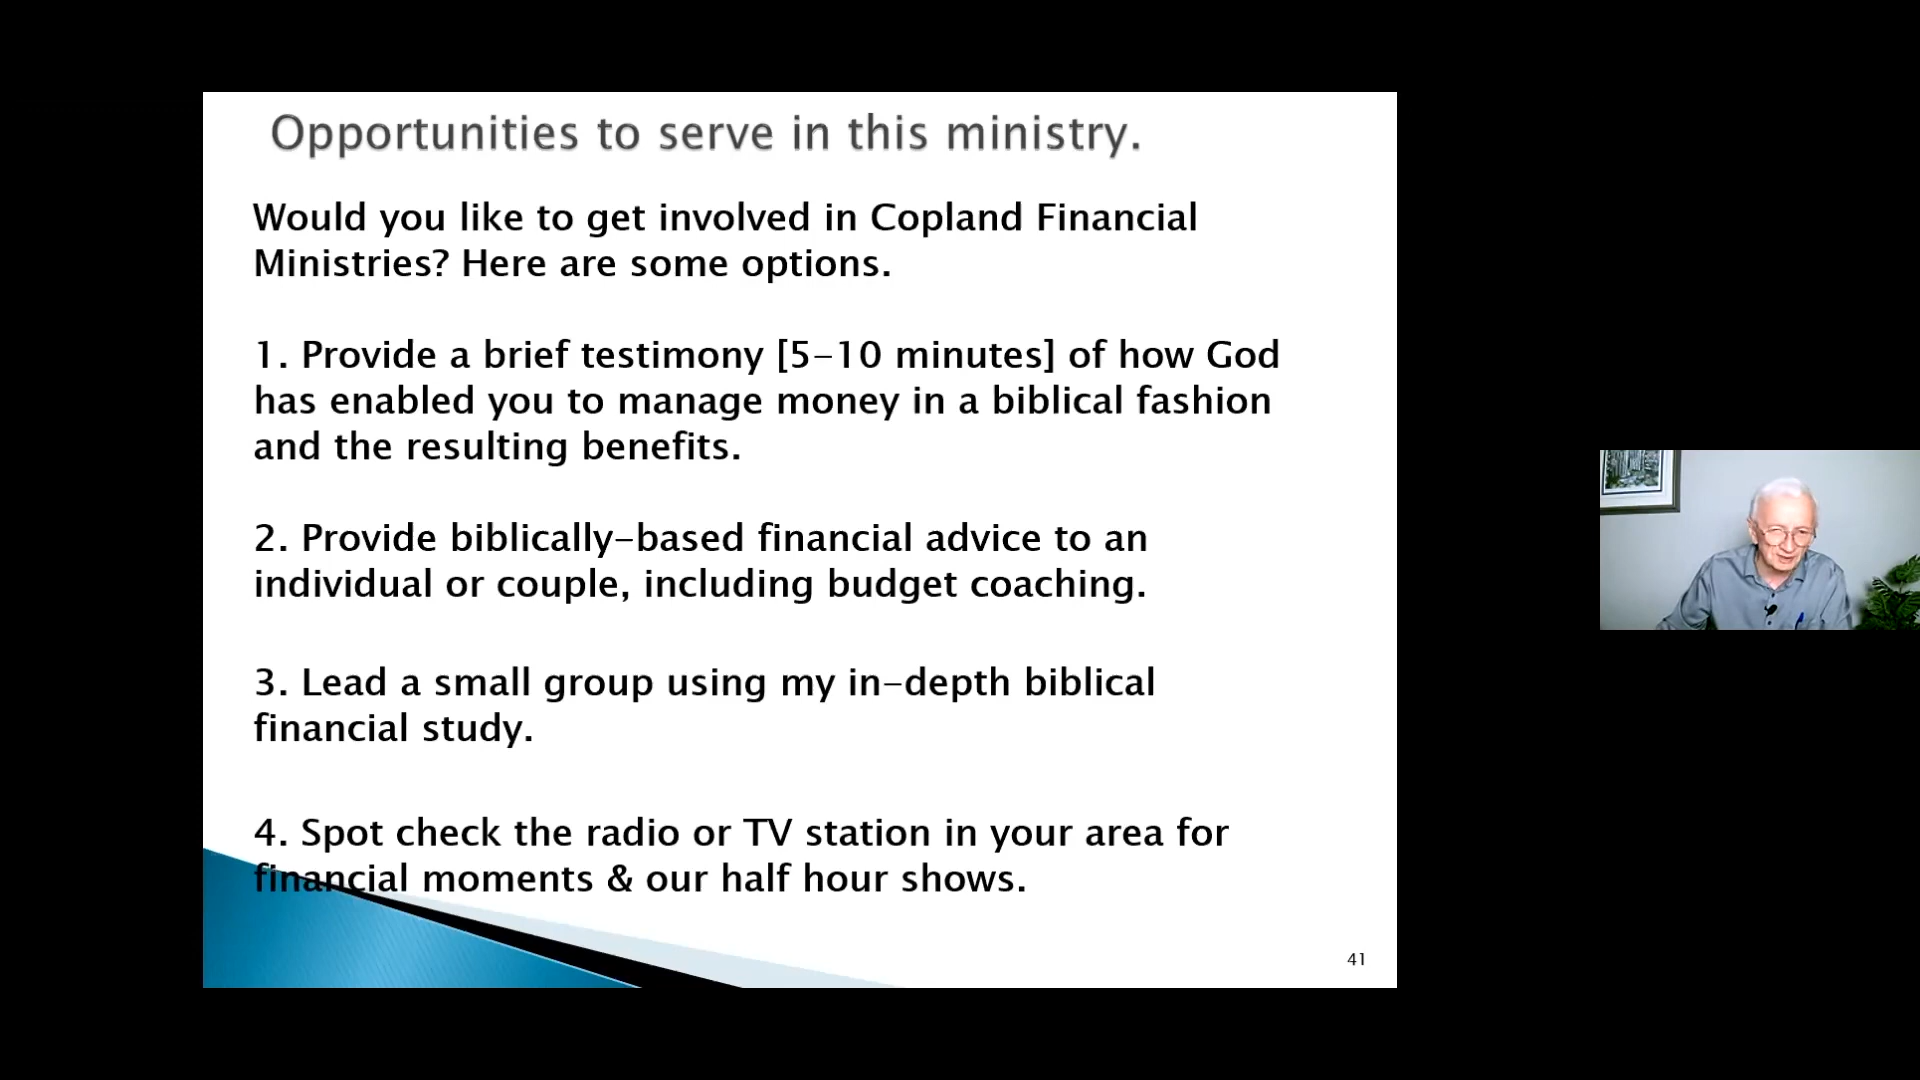 Opportunities to serve in this ministry.
Would you like to get involved in Copland Financial
Ministries? Here are some options.
1. Provide a brief testimony [5-10 minutes] of how God
has enabled you to manage money in a biblical fashion
and the resulting benefits.
2. Provide biblically-based financial advice to an
individual or couple, including budget coaching.
3. Lead a small group using my in-depth biblical
financial study.
4. Spot check the radio or TV station in your area for
financial moments & our half hour shows.
41